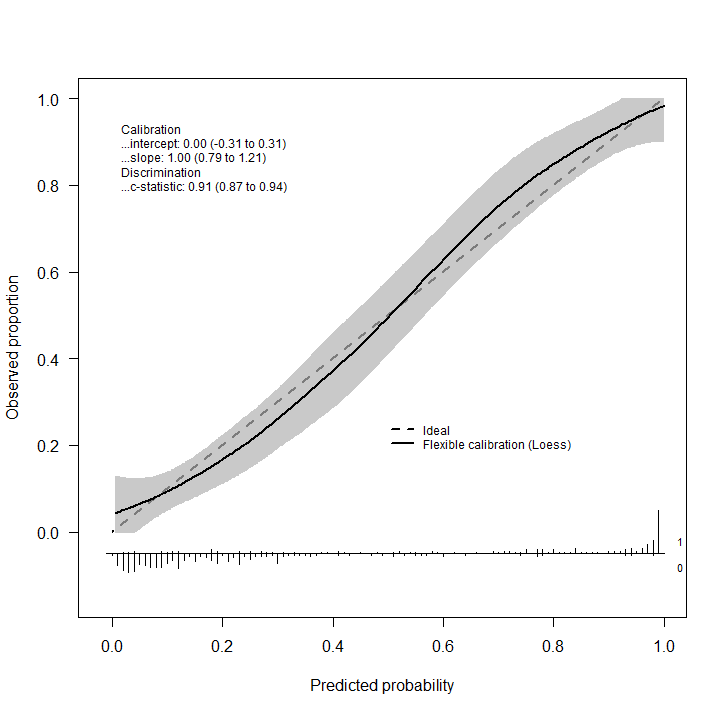 Calibration
...intercept: 0.00 (-0.31 to 0.31)
...slope: 1.00 (0.79 to 1.21)
Discrimination
...c-statistic: 0.91 (0.87 to 0.94)
1.0
0.8
0.6
0.4
0.2
0.0
Observed proportion
Ideal
Flexible calibration (Loess)
1
0
0.0 0.2 0.4 0.6 0.8 1.0
Predicted probability